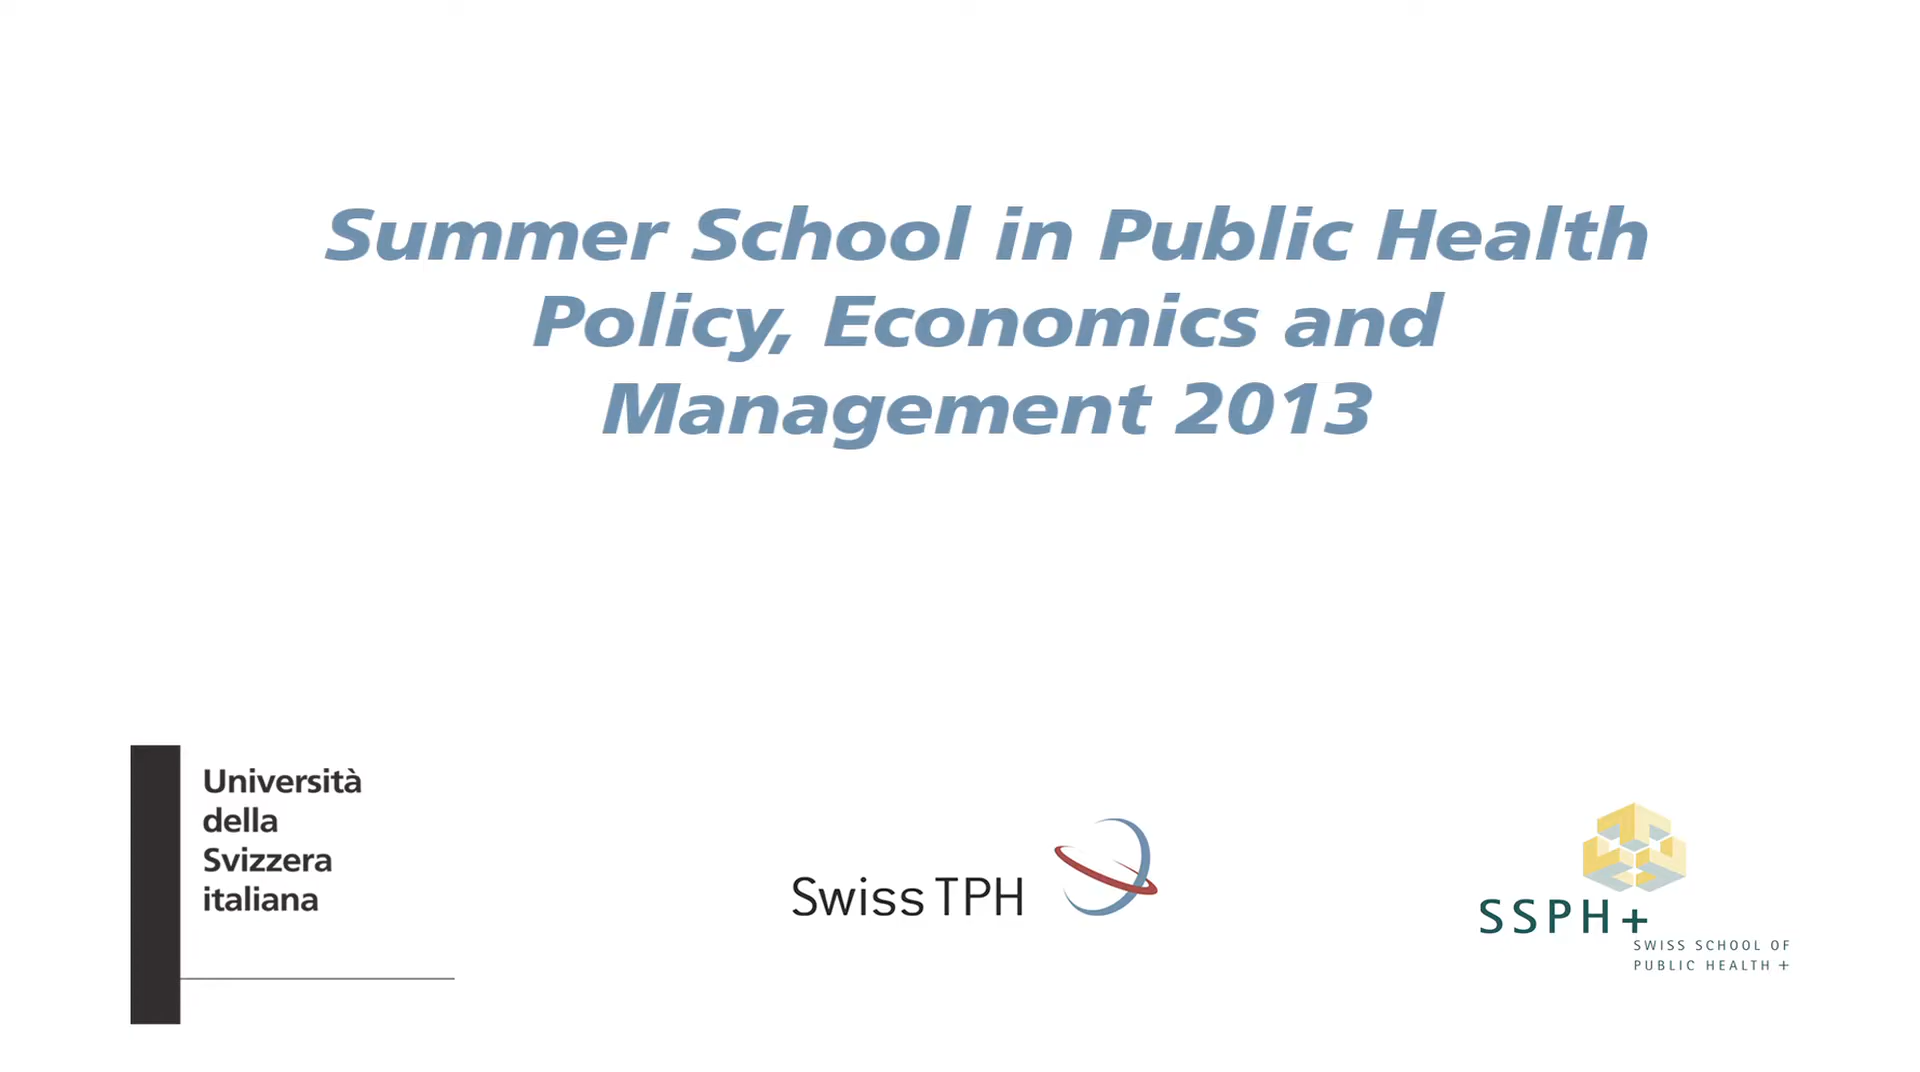 Summer School in Public Health
Policy, Economics and
Management 2013
Università
della
Svizzera
italiana
Swiss TPH
SSPH+
SWISS SCHOOL OF
PUBLIC HEALTH +